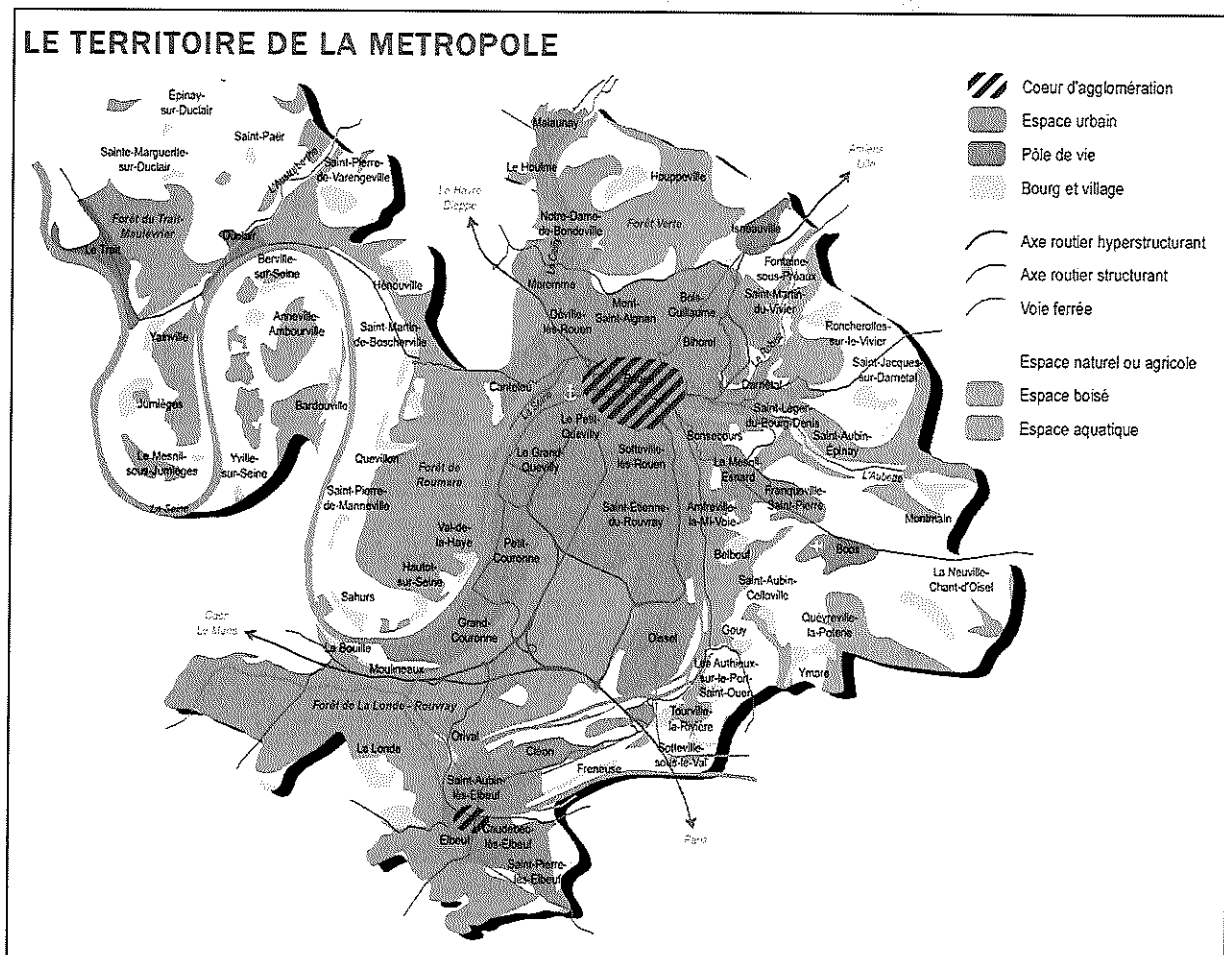 LE TERRITOIRE DE LA METROPOLE
Coeur d'agglomération
Espace urbain
Pôle de vie
Bourg et village
Axe routier hyperstructurant
Axe routier structurant
Voie ferrée
Espace naturel ou agricole
Espace boisé
Espace aquatique
Épinay-
sur-Duclair
Saint-Paër
Sainte-Marguerite-
sur-Duclair
L'Austreberthe
Saint-Pierre-
de-Varengeville
Forêt du Trait-
Maulévrier
Le Trait
Duclair
Berville-
sur-Seine
Hénouville
Anneville-
Ambourville
Saint-Martin-
de-Boscherville
Yainville
Jumièges
Bardouville
Le Mesnil-
sous-Jumièges
Yville-
sur-Seine
La Seine
Malaunay
Le Houlme
Houppeville
Amiens
Lille
Le Havre
Dieppe
Notre-Dame-
de-Bondeville
Forêt Verte
Isneauville
Fontaine-
sous-Préaux
Maromme
Mont-
Saint-Aignan
Bois-
Guillaume
Saint-Martin-
du-Vivier
Déville-
lès-Rouen
Bihorel
Roncherolles-
sur-le-Vivier
Saint-Jacques-
sur-Darnétal
Canteleu
Rouen
Darnétal
La Seine
Le Petit-
Quevilly
Saint-Léger-
du-Bourg-Denis
Le Grand-
Quevilly
Sotteville-
lès-Rouen
Bonsecours
Saint-Aubin-
Épinay
Quevillon
Forêt de
Roumare
Le Mesnil-
Esnard
L'Aubette
Saint-Pierre-
de-Manneville
Saint-Etienne-
du-Rouvray
Amfreville-
la-Mi-Voie
Franqueville-
Saint-Pierre
Montmain
Val-de-
la-Haye
Petit-
Couronne
Belbeuf
Boos
Hautot-
sur-Seine
La Neuville-
Chant-d'Oisel
Sahurs
Saint-Aubin-
Celloville
Caen
Le Mans
Grand-
Couronne
Oissel
Gouy
Quévreville-
la-Poterie
La Bouille
Moulineaux
Les Authieux-
sur-le-Port-
Saint-Ouen
Ymare
Forêt de La Londe - Rouvray
Orival
Tourville-
la-Rivière
La Londe
Cléon
Sotteville-
sous-le-Val
Freneuse
Saint-Aubin-
lès-Elbeuf
Elbeuf
Caudebec-
lès-Elbeuf
Paris
Saint-Pierre-
lès-Elbeuf